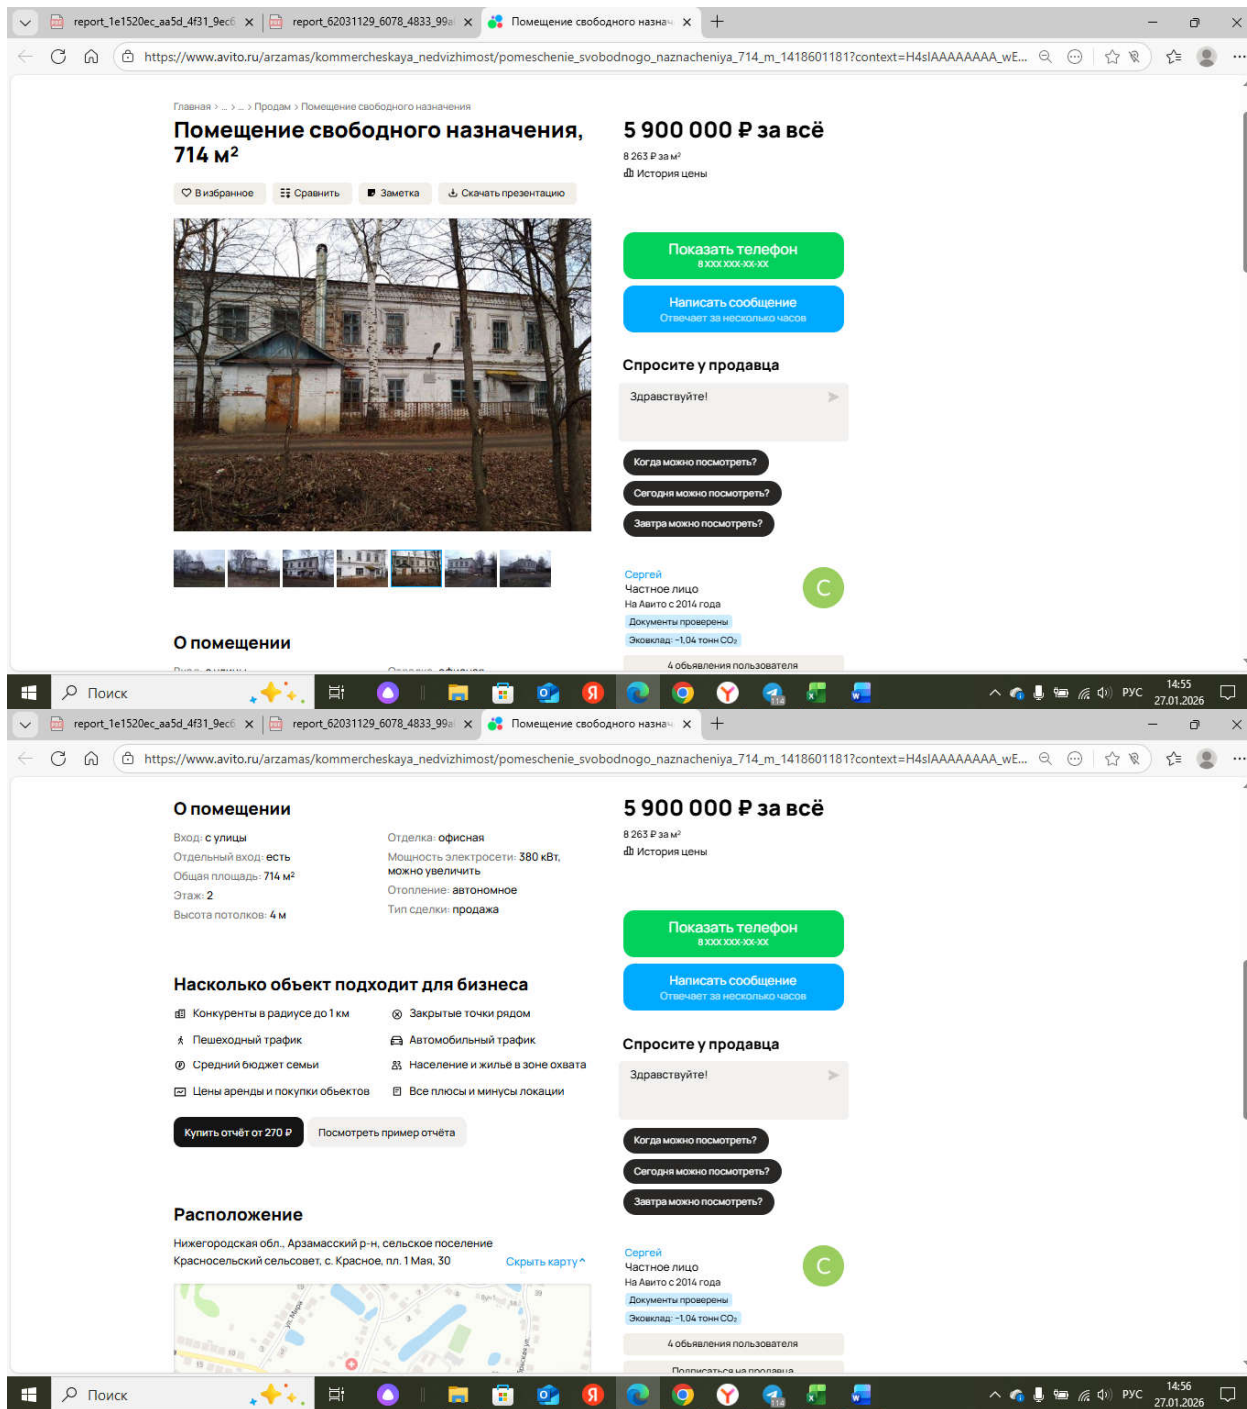 report_1e1520ec_aa5d_4f31_9ec6
report_62031129_6078_4833_99a
Помещение свободного назнач
https://www.avito.ru/arzamas/kommercheskaya_nedvizhimost/pomeschenie_svobodnogo_naznacheniya_714_m_1418601181?context=H4sIAAAAAAAA_wE...
Главная > ... > ... > Продам > Помещение свободного назначения
Помещение свободного назначения,
714 м²
В избранное
Сравнить
Заметка
Скачать презентацию
5 900 000 ₽ за всё
8 263 ₽ за м²
История цены
Показать телефон
8 XXX XXX-XX-XX
Написать сообщение
Отвечает за несколько часов
Спросите у продавца
Здравствуйте!
Когда можно посмотреть?
Сегодня можно посмотреть?
Завтра можно посмотреть?
Сергей
Частное лицо
На Авито с 2014 года
Документы проверены
Эковклад: −1,04 тонн CO₂
С
4 объявления пользователя
О помещении
Вход: с улицы
Отделка: офисная
Поиск
114
РУС
14:55
27.01.2026
report_1e1520ec_aa5d_4f31_9ec6
report_62031129_6078_4833_99a
Помещение свободного назнач
https://www.avito.ru/arzamas/kommercheskaya_nedvizhimost/pomeschenie_svobodnogo_naznacheniya_714_m_1418601181?context=H4sIAAAAAAAA_wE...
О помещении
Вход: с улицы
Отдельный вход: есть
Общая площадь: 714 м²
Этаж: 2
Высота потолков: 4 м
Отделка: офисная
Мощность электросети: 380 кВт,
можно увеличить
Отопление: автономное
Тип сделки: продажа
5 900 000 ₽ за всё
8 263 ₽ за м²
История цены
Показать телефон
8 XXX XXX-XX-XX
Написать сообщение
Отвечает за несколько часов
Насколько объект подходит для бизнеса
Конкуренты в радиусе до 1 км
Закрытые точки рядом
Пешеходный трафик
Автомобильный трафик
Средний бюджет семьи
Население и жильё в зоне охвата
Цены аренды и покупки объектов
Все плюсы и минусы локации
Купить отчёт от 270 ₽
Посмотреть пример отчёта
Спросите у продавца
Здравствуйте!
Когда можно посмотреть?
Сегодня можно посмотреть?
Завтра можно посмотреть?
Расположение
Нижегородская обл., Арзамасский р-н, сельское поселение
Красносельский сельсовет, с. Красное, пл. 1 Мая, 30
Скрыть карту
ул. Мира
39
3
15
Сергей
Частное лицо
На Авито с 2014 года
Документы проверены
Эковклад: −1,04 тонн CO₂
С
4 объявления пользователя
Подписаться на продавца
Поиск
114
РУС
14:56
27.01.2026